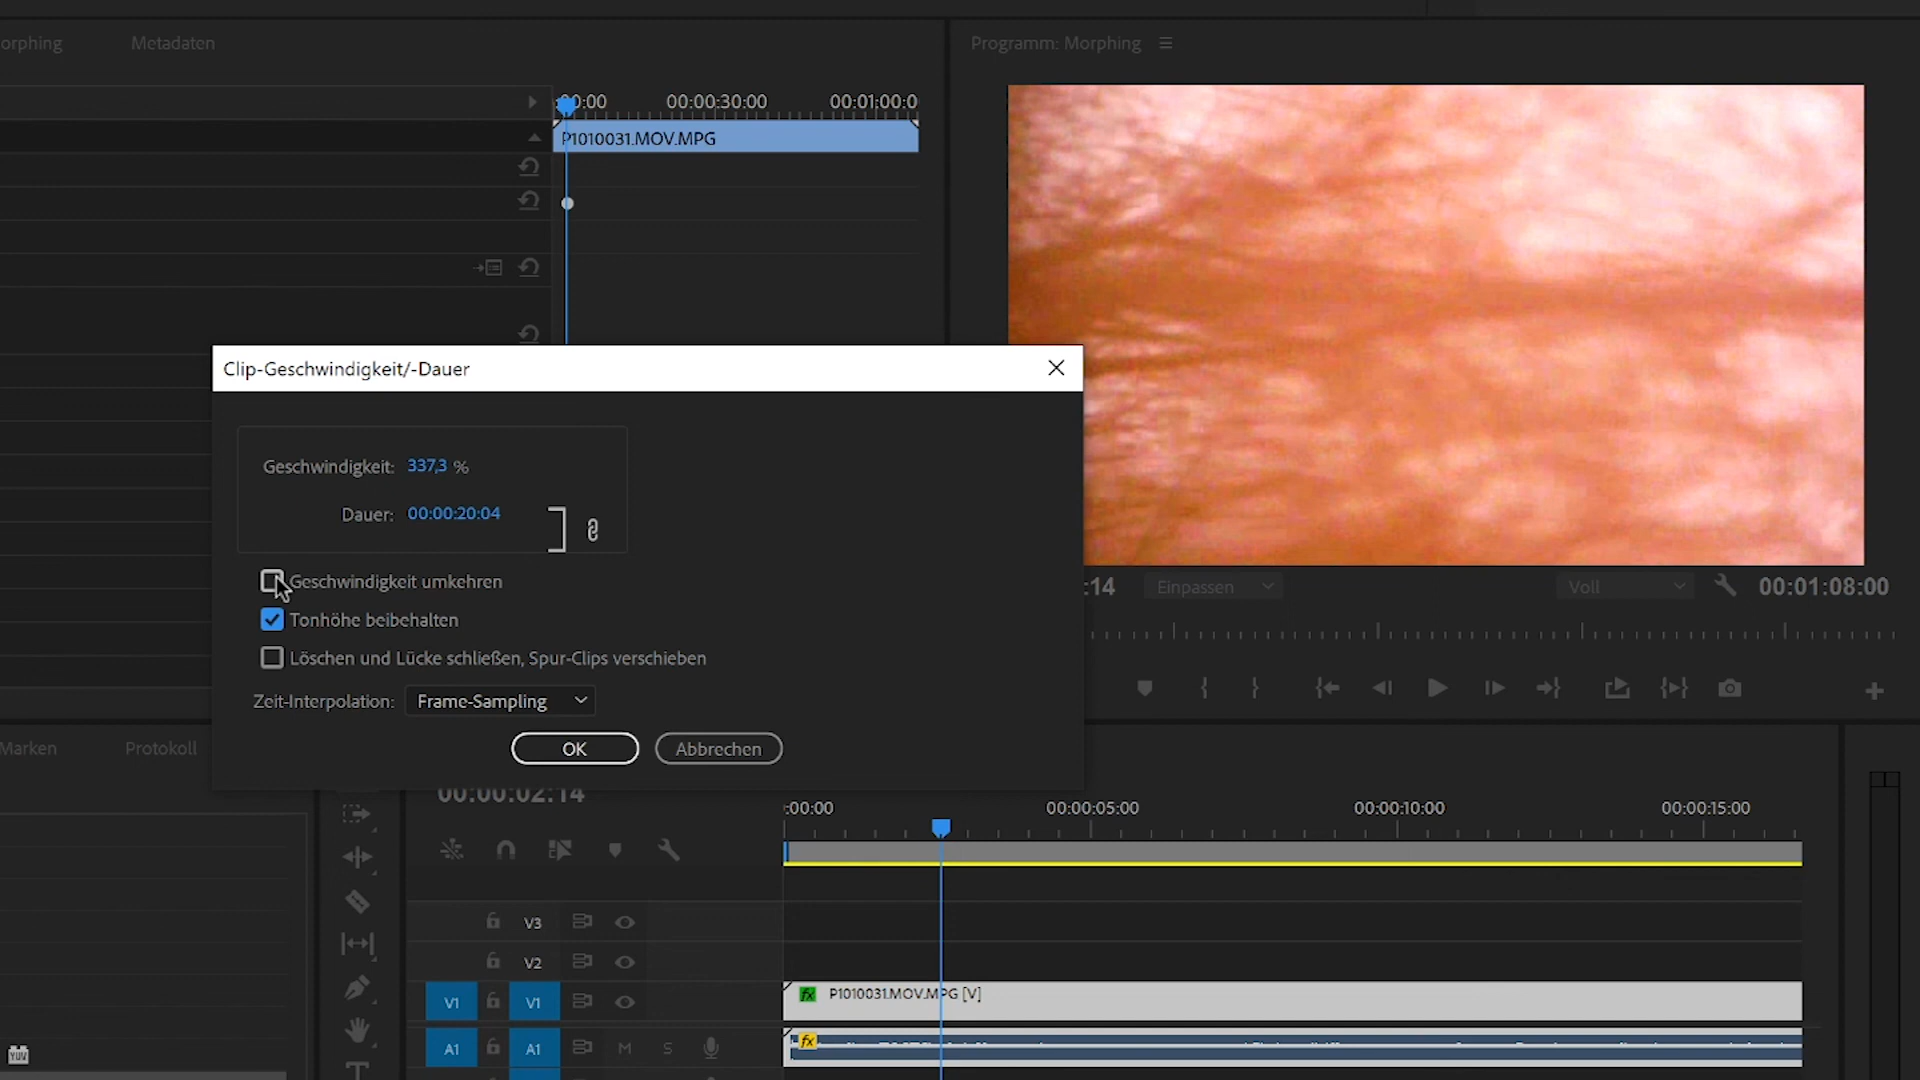 orphing
Metadaten
Programm: Morphing
:00:00
00:00:30:00
00:01:00:0
P1010031.MOV.MPG
Clip-Geschwindigkeit/-Dauer
Geschwindigkeit: 337,3 %
Dauer: 00:00:20:04
Geschwindigkeit umkehren
Tonhöhe beibehalten
Löschen und Lücke schließen, Spur-Clips verschieben
Zeit-Interpolation: Frame-Sampling
OK
Abbrechen
:14
Einpassen
Voll
00:01:08:00
Marken
Protokoll
00:00:02:14
:00:00
00:00:05:00
00:00:10:00
00:00:15:00
V3
V2
V1
V1
fx P1010031.MOV.MPG [V]
A1
A1
M
S
fx
YUV